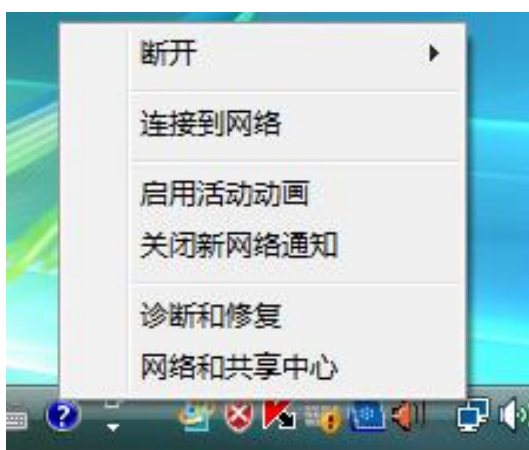 断开
连接到网络
启用活动动画
关闭新网络通知
诊断和修复
网络和共享中心